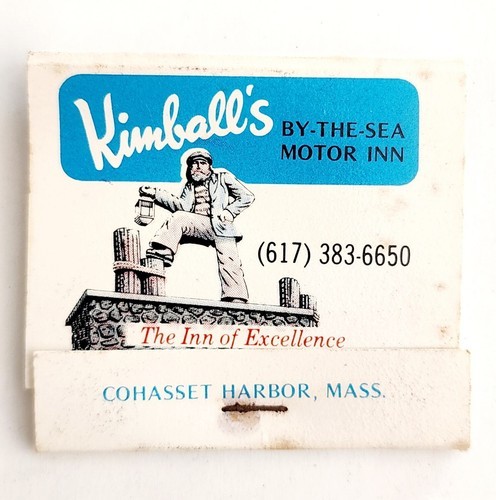 Kimball's
BY-THE-SEA
MOTOR INN
(617) 383-6650
The Inn of Excellence
COHASSET HARBOR, MASS.